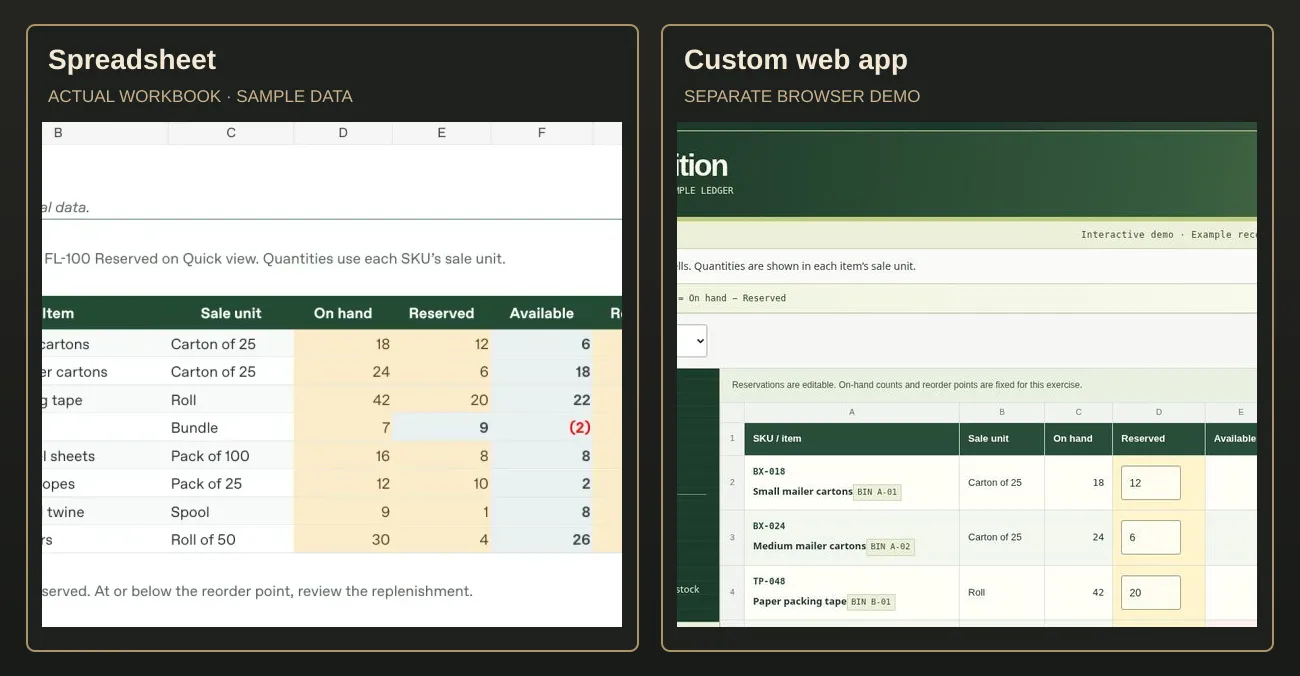 Spreadsheet
ACTUAL WORKBOOK · SAMPLE DATA
B C D E F
al data.
FL-100 Reserved on Quick view. Quantities use each SKU's sale unit.
Item Sale unit On hand Reserved Available
cartons Carton of 25 18 12 6
er cartons Carton of 25 24 6 18
g tape Roll 42 20 22
Bundle 7 9 (2)
l sheets Pack of 100 16 8 8
opes Pack of 25 12 10 2
twine Spool 9 1 8
rs Roll of 50 30 4 26
served. At or below the reorder point, review the replenishment.
Custom web app
SEPARATE BROWSER DEMO
ition
MPLE LEDGER
Interactive demo · Example reco
ells. Quantities are shown in each item's sale unit.
= On hand − Reserved
Reservations are editable. On-hand counts and reorder points are fixed for this exercise.
A B C D E
1 SKU / item Sale unit On hand Reserved Available
BX-018
2 Small mailer cartons BIN A-01 Carton of 25 18 12
BX-024
3 Medium mailer cartons BIN A-02 Carton of 25 24 6
TP-048
4 Paper packing tape BIN B-01 Roll 42 20
stock